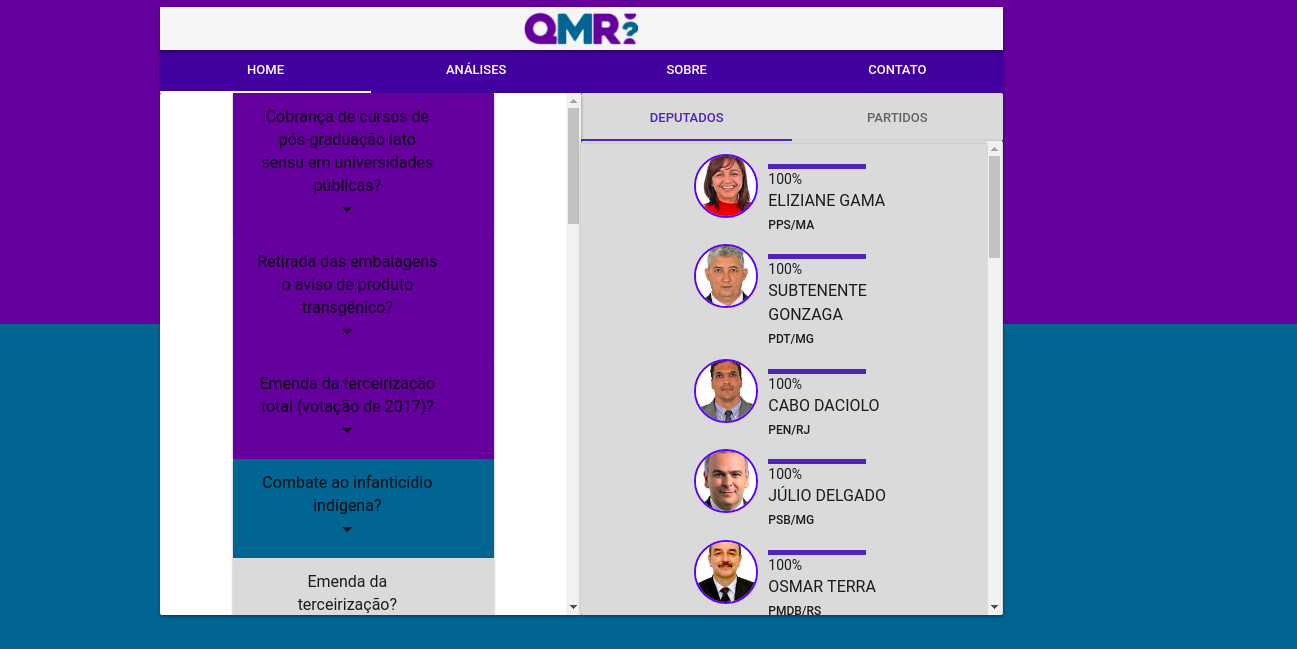 QMR?
HOME
ANÁLISES
SOBRE
CONTATO
Cobrança de cursos de
pós-graduação lato
sensu em universidades
públicas?
Retirada das embalagens
o aviso de produto
transgênico?
Emenda da terceirização
total (votação de 2017)?
Combate ao infanticídio
indígena?
Emenda da
terceirização?
DEPUTADOS
PARTIDOS
100%
ELIZIANE GAMA
PPS/MA
100%
SUBTENENTE
GONZAGA
PDT/MG
100%
CABO DACIOLO
PEN/RJ
100%
JÚLIO DELGADO
PSB/MG
100%
OSMAR TERRA
PMDB/RS